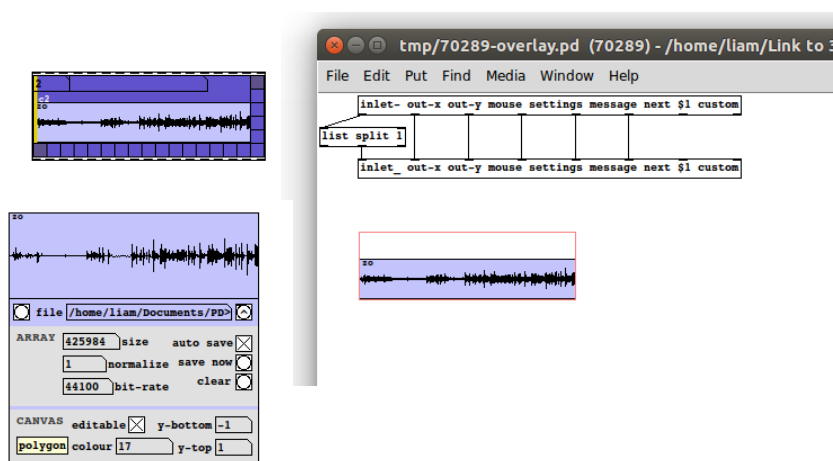 tmp/70289-overlay.pd (70289) - /home/liam/Link to 3
File Edit Put Find Media Window Help
inlet- out-x out-y mouse settings message next $1 custom
list split 1
inlet_ out-x out-y mouse settings message next $1 custom
zo
2
c2
zo
zo
file /home/liam/Documents/PD>
ARRAY 425984 size auto save
1 normalize save now
44100 bit-rate clear
CANVAS editable y-bottom -1
polygon colour 17 y-top 1